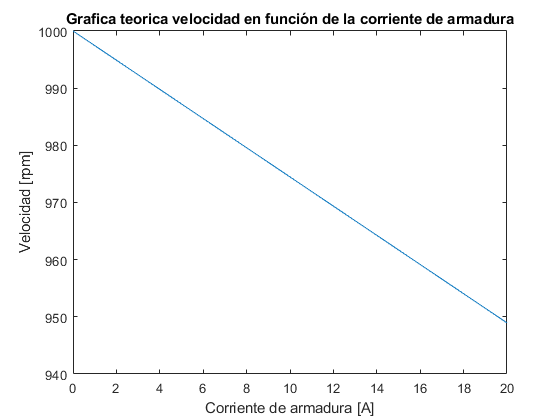 Grafica teorica velocidad en función de la corriente de armadura
1000
990
980
970
960
950
940
Velocidad [rpm]
0 2 4 6 8 10 12 14 16 18 20
Corriente de armadura [A]